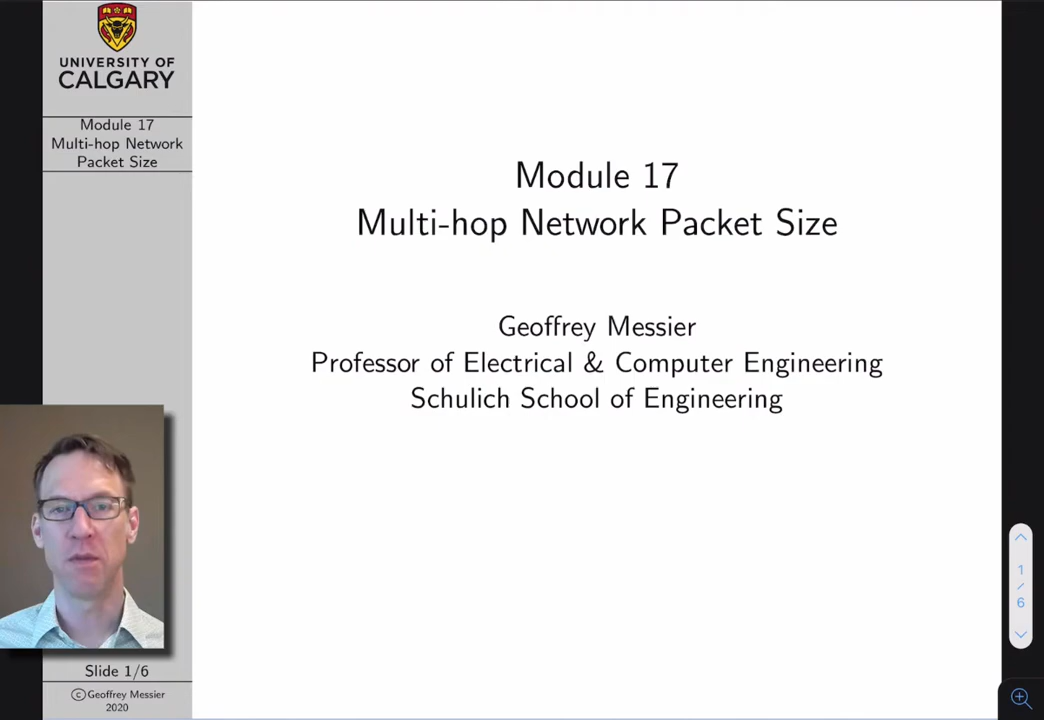 UNIVERSITY OF
CALGARY
Module 17
Multi-hop Network
Packet Size
Module 17
Multi-hop Network Packet Size
Geoffrey Messier
Professor of Electrical & Computer Engineering
Schulich School of Engineering
1
/
6
Slide 1/6
©Geoffrey Messier
2020